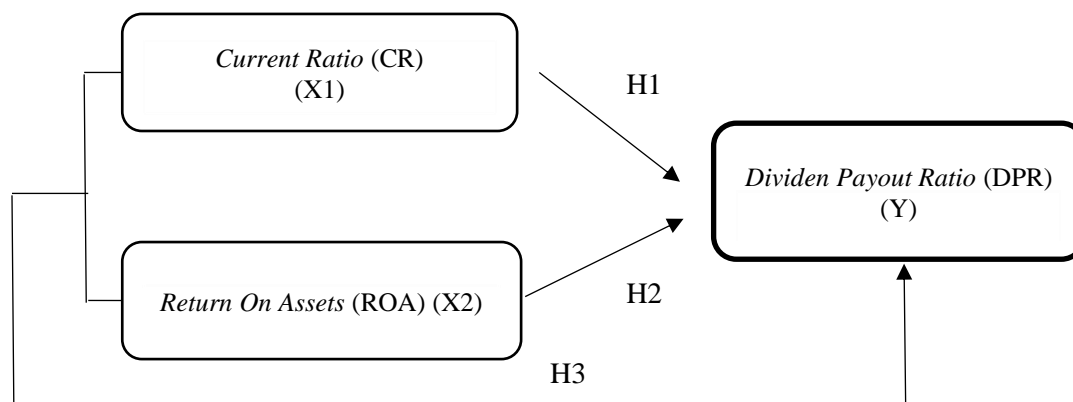 Current Ratio (CR)
(X1)
H1
Dividen Payout Ratio (DPR)
(Y)
Return On Assets (ROA) (X2)
H2
H3